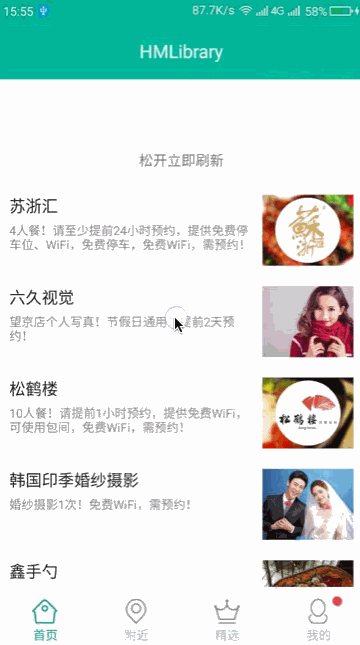 15:55 87.7K/s 4G 58%
HMLibrary
松开立即刷新
苏浙汇
4人餐！请至少提前24小时预约，提供免费停
车位、WiFi，免费停车，免费WiFi，需预约！
蘇
浙
六久视觉
望京店个人写真！节假日通用 提前2天预
约！
松鹤楼
10人餐！请提前1小时预约，提供免费WiFi，
可使用包间，免费WiFi，需预约！
松鹤楼
韩国印季婚纱摄影
婚纱摄影1次！免费WiFi，需预约！
鑫手勺
首页 附近 精选 我的